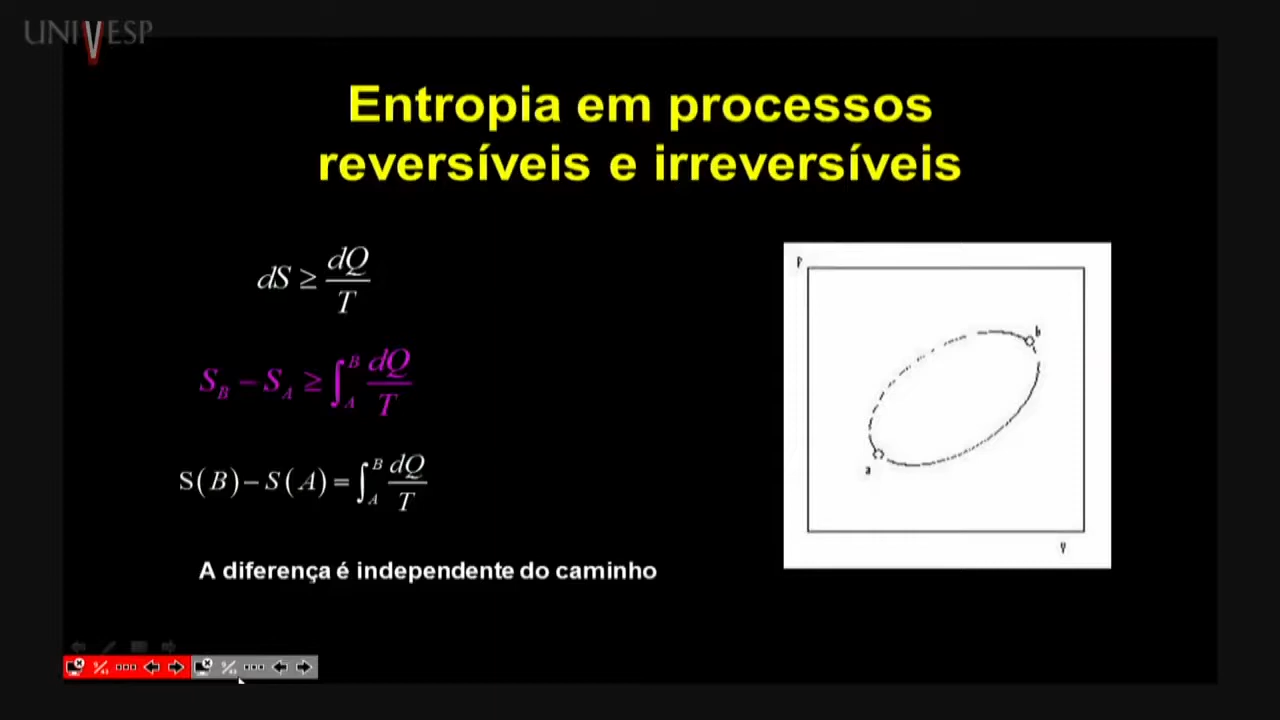 UNIVESP
Entropia em processos
reversíveis e irreversíveis
dS ≥ dQ/T
S_B − S_A ≥ ∫_A^B dQ/T
S(B) − S(A) = ∫_A^B dQ/T
A diferença é independente do caminho
P
b
a
V